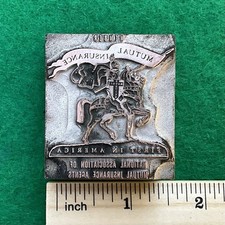 MUTUAL INSURANCE
FIRST IN AMERICA
NATIONAL ASSOCIATION OF
MUTUAL INSURANCE AGENTS
inch 1 2